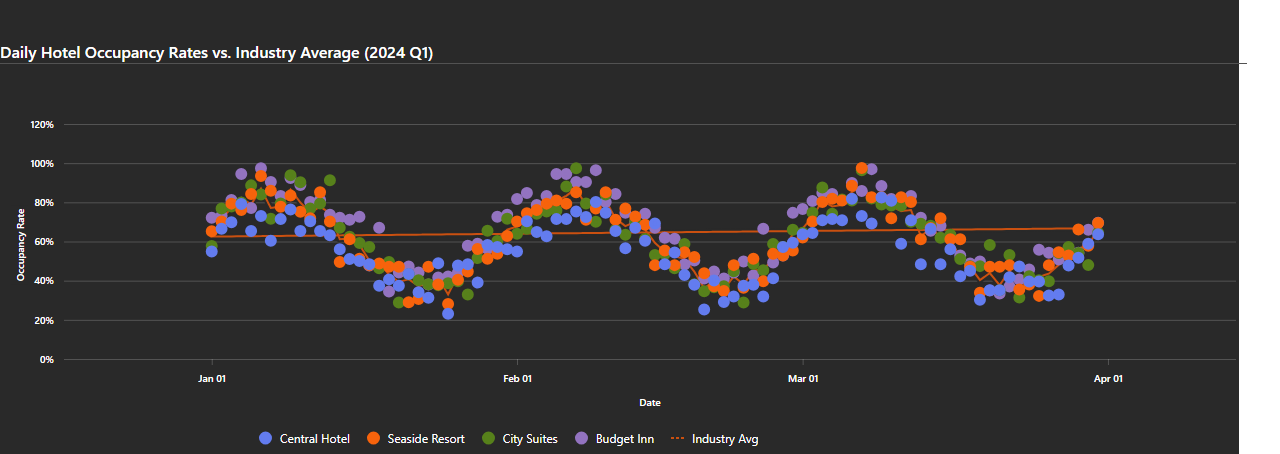 Daily Hotel Occupancy Rates vs. Industry Average (2024 Q1)
120%
100%
80%
60%
40%
20%
0%
Occupancy Rate
Jan 01
Feb 01
Mar 01
Apr 01
Date
Central Hotel
Seaside Resort
City Suites
Budget Inn
Industry Avg